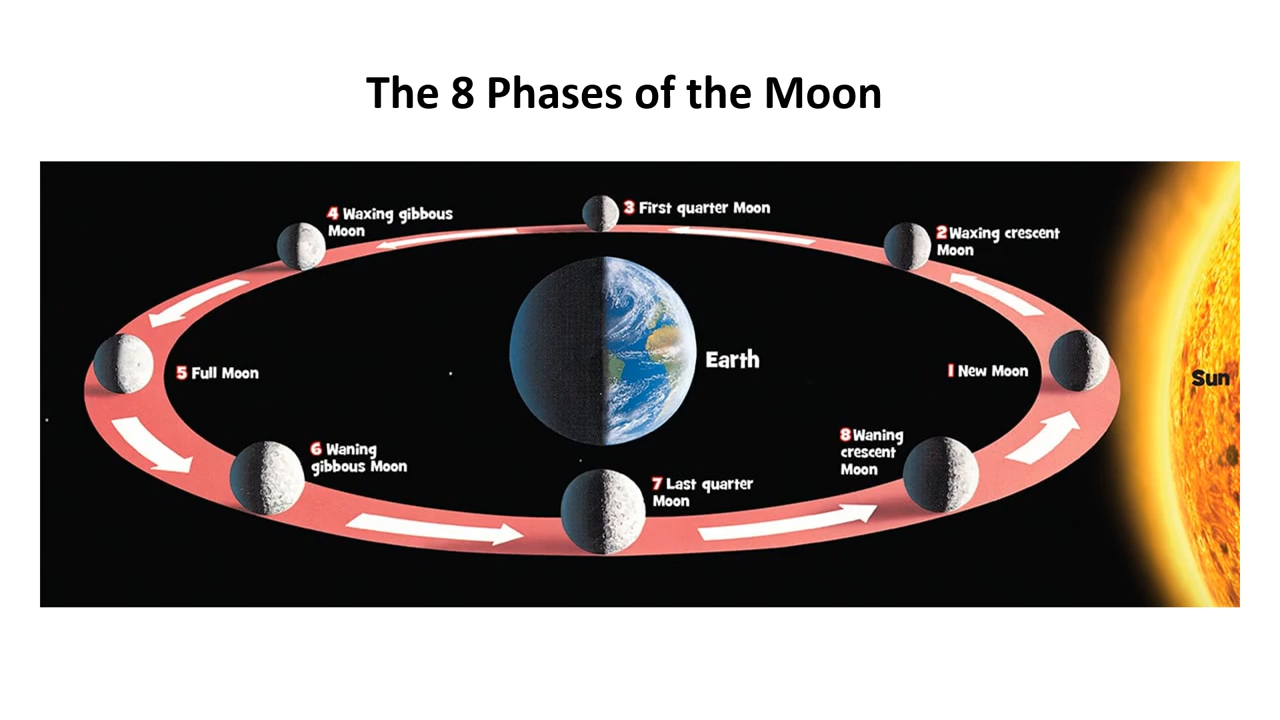 The 8 Phases of the Moon
4 Waxing gibbous
Moon
3 First quarter Moon
2 Waxing crescent
Moon
5 Full Moon
Earth
1 New Moon
Sun
6 Waning
gibbous Moon
7 Last quarter
Moon
8 Waning
crescent
Moon